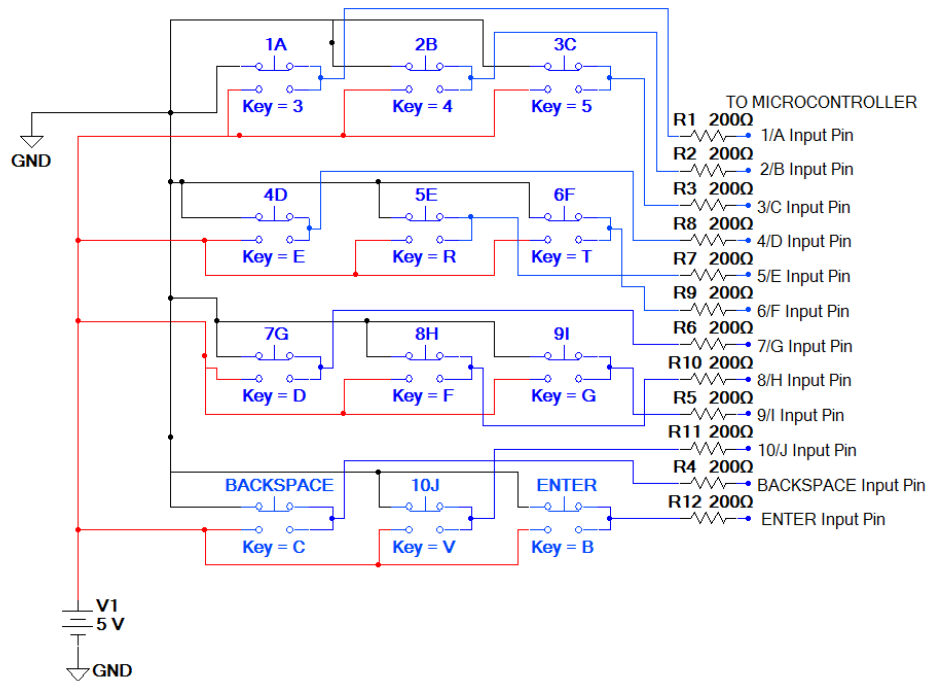 1A
2B
3C
Key = 3
Key = 4
Key = 5
GND
TO MICROCONTROLLER
R1 200Ω
1/A Input Pin
R2 200Ω
2/B Input Pin
R3 200Ω
3/C Input Pin
4D
5E
6F
Key = E
Key = R
Key = T
R8 200Ω
4/D Input Pin
R7 200Ω
5/E Input Pin
R9 200Ω
6/F Input Pin
7G
8H
9I
Key = D
Key = F
Key = G
R6 200Ω
7/G Input Pin
R10 200Ω
8/H Input Pin
R5 200Ω
9/I Input Pin
R11 200Ω
10/J Input Pin
BACKSPACE
10J
ENTER
Key = C
Key = V
Key = B
R4 200Ω
BACKSPACE Input Pin
R12 200Ω
ENTER Input Pin
V1
5 V
GND